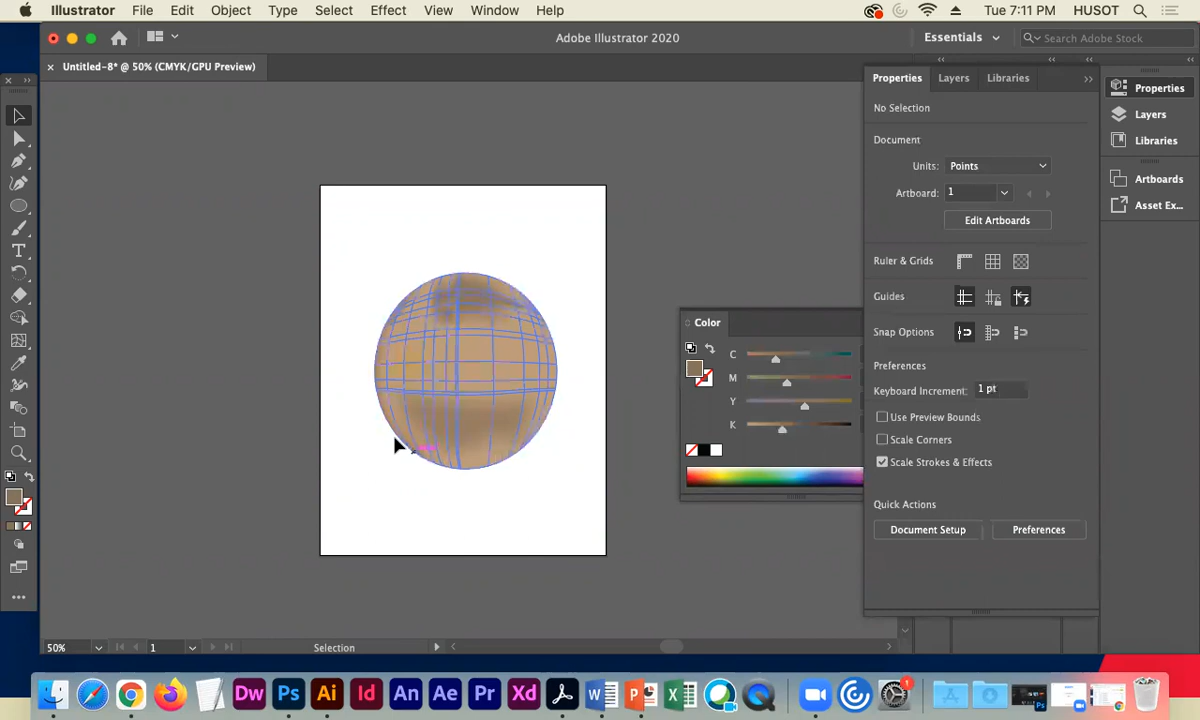 Illustrator File Edit Object Type Select Effect View Window Help Tue 7:11 PM HUSOT
Adobe Illustrator 2020 Essentials Search Adobe Stock
× Untitled-8* @ 50% (CMYK/GPU Preview)
Properties Layers Libraries
No Selection
Document
Units: Points
Artboard: 1
Edit Artboards
Ruler & Grids
Guides
Snap Options
Preferences
Keyboard Increment: 1 pt
Use Preview Bounds
Scale Corners
Scale Strokes & Effects
Quick Actions
Document Setup Preferences
Properties
Layers
Libraries
Artboards
Asset Ex...
Color
C
M
Y
K
50% 1 Selection
Dw Ps Ai Id An Ae Pr Xd